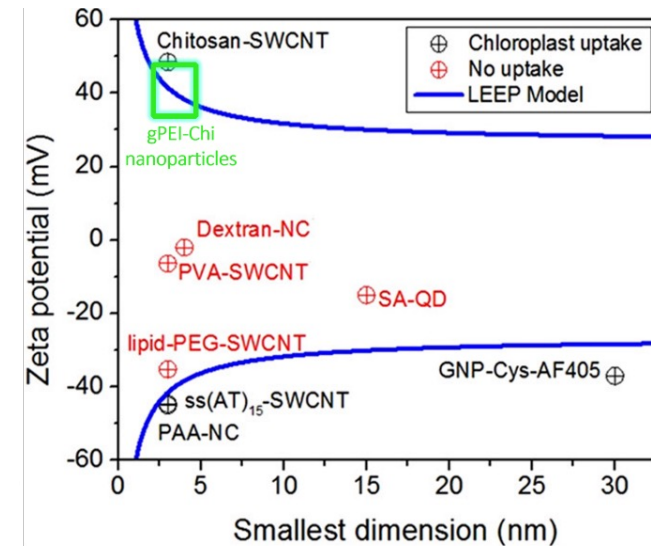 Chitosan-SWCNT
Chloroplast uptake
No uptake
LEEP Model
gPEI-Chi
nanoparticles
Dextran-NC
PVA-SWCNT
SA-QD
lipid-PEG-SWCNT
GNP-Cys-AF405
ss(AT)₁₅-SWCNT
PAA-NC
Zeta potential (mV)
60
40
20
0
-20
-40
-60
0 5 10 15 20 25 30
Smallest dimension (nm)